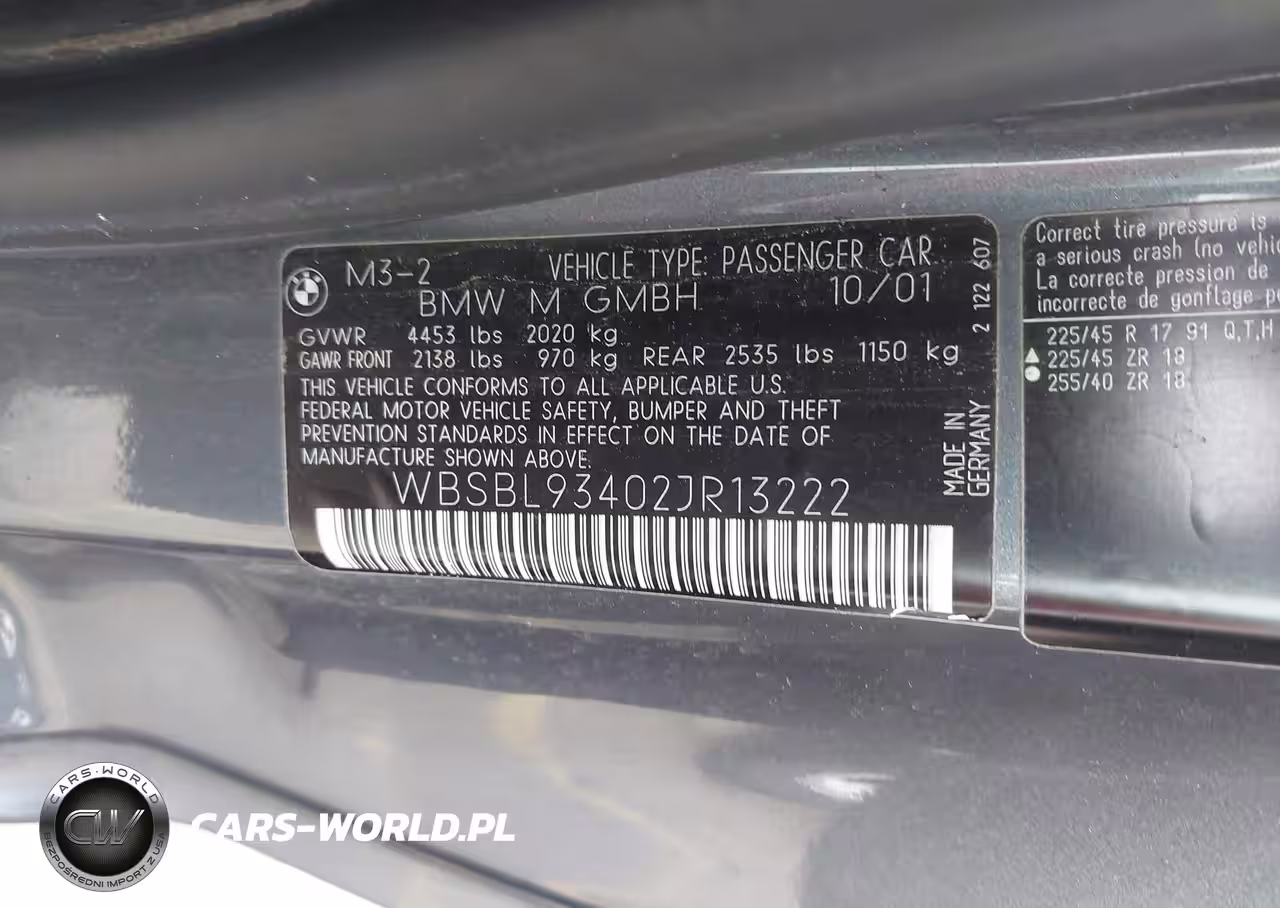 M3-2 VEHICLE TYPE: PASSENGER CAR
BMW M GMBH 10/01
GVWR 4453 lbs 2020 kg
GAWR FRONT 2138 lbs 970 kg REAR 2535 lbs 1150 kg
THIS VEHICLE CONFORMS TO ALL APPLICABLE U.S.
FEDERAL MOTOR VEHICLE SAFETY, BUMPER AND THEFT
PREVENTION STANDARDS IN EFFECT ON THE DATE OF
MANUFACTURE SHOWN ABOVE.
WBSBL93402JR13222
2 122 607
MADE IN
GERMANY
Correct tire pressure is
a serious crash (no vehic
La correcte pression de
incorrecte de gonflage p
225/45 R 17 91 Q,T,H
225/45 ZR 18
255/40 ZR 18
CARS-WORLD
CW
BEZPOŚREDNI IMPORT Z USA
CARS-WORLD.PL